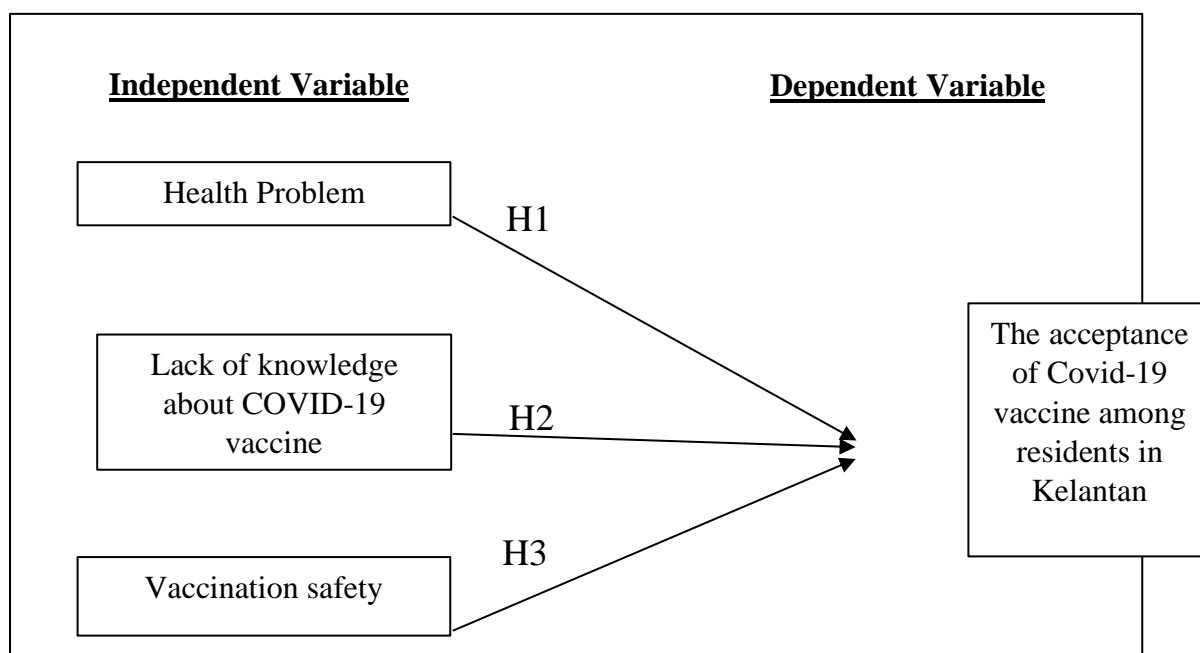 Independent Variable
Dependent Variable
Health Problem
H1
Lack of knowledge
about COVID-19
vaccine
H2
The acceptance
of Covid-19
vaccine among
residents in
Kelantan
Vaccination safety
H3